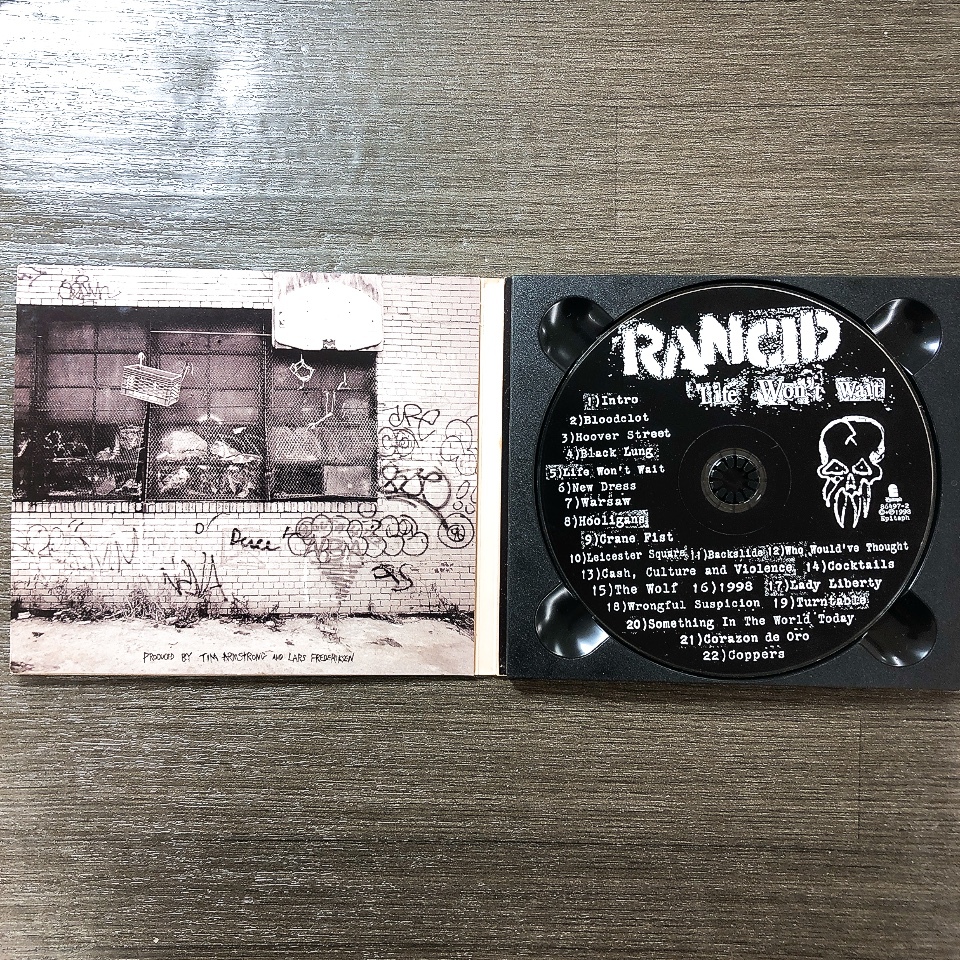 PRODUCED BY TIM ARMSTRONG AND LARS FREDERIKSEN
RANCID
Life Won't Wait
1)Intro
2)Bloodclot
3)Hoover Street
4)Black Lung
5)Life Won't Wait
6)New Dress
7)Warsaw
8)Hooligans
9)Crane Fist
10)Leicester Square 11)Backslide 12)Who Would've Thought
13)Cash, Culture and Violence 14)Cocktails
15)The Wolf 16)1998 17)Lady Liberty
18)Wrongful Suspicion 19)Turntable
20)Something In The World Today
21)Corazon de Oro
22)Coppers
86497-2
©℗1998
Epitaph